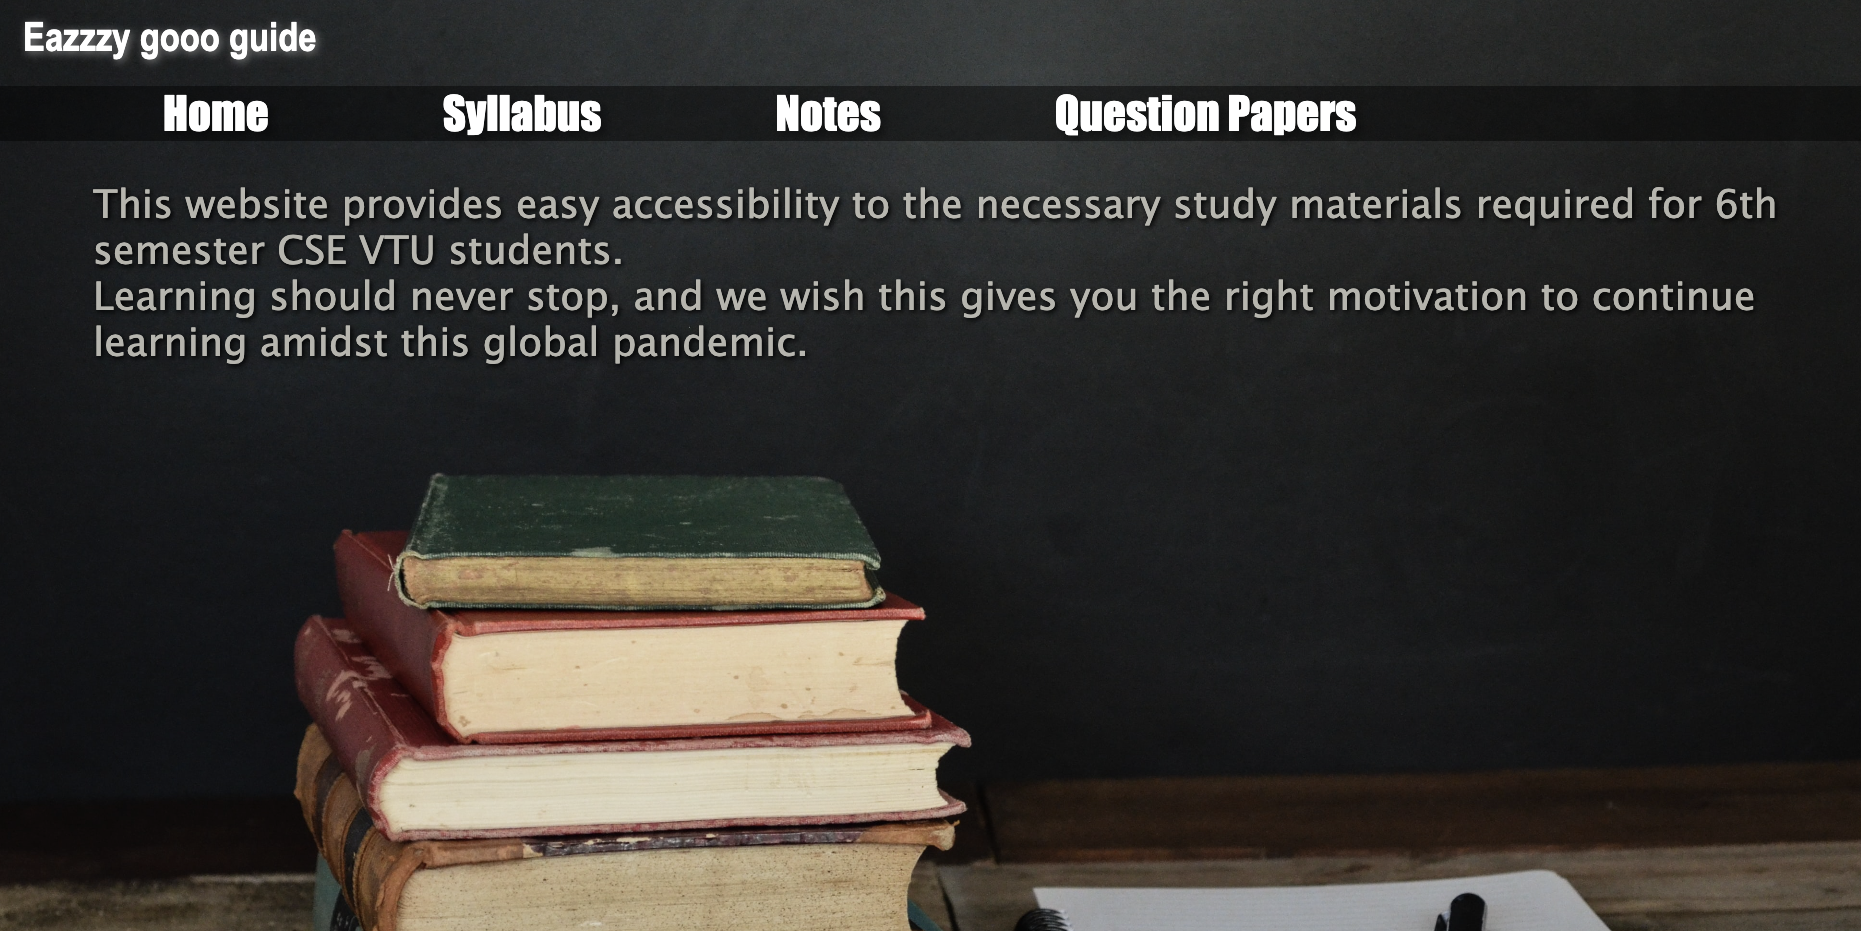 Eazzzy gooo guide
Home Syllabus Notes Question Papers
This website provides easy accessibility to the necessary study materials required for 6th
semester CSE VTU students.
Learning should never stop, and we wish this gives you the right motivation to continue
learning amidst this global pandemic.